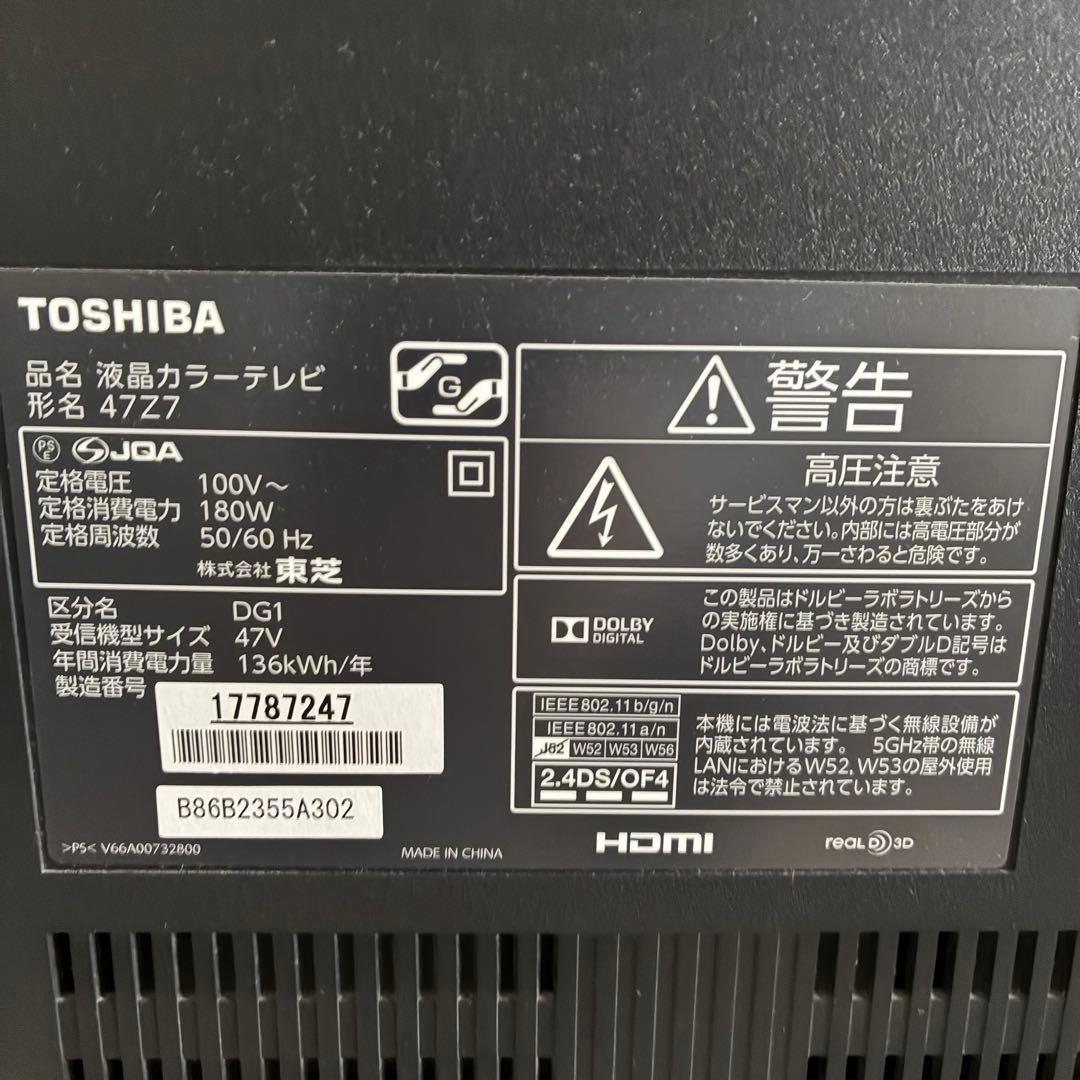 TOSHIBA
品名 液晶カラーテレビ
形名 47Z7
G
PS
E
JQA
定格電圧 100V～
定格消費電力 180W
定格周波数 50/60 Hz
株式会社 東芝
区分名 DG1
受信機型サイズ 47V
年間消費電力量 136kWh/年
製造番号
17787247
B86B2355A302
>PS< V66A00732800
MADE IN CHINA
警告
高圧注意
サービスマン以外の方は裏ぶたをあけ
ないでください。内部には高電圧部分が
数多くあり、万一さわると危険です。
DOLBY
DIGITAL
この製品はドルビーラボラトリーズから
の実施権に基づき製造されています。
Dolby、ドルビー及びダブルD記号は
ドルビーラボラトリーズの商標です。
IEEE802.11b/g/n
IEEE802.11a/n
J52 W52 W53 W56
2.4DS/OF4
本機には電波法に基づく無線設備が
内蔵されています。 5GHz帯の無線
LANにおけるW52, W53の屋外使用
は法令で禁止されています。
HDMI
REAL D 3D